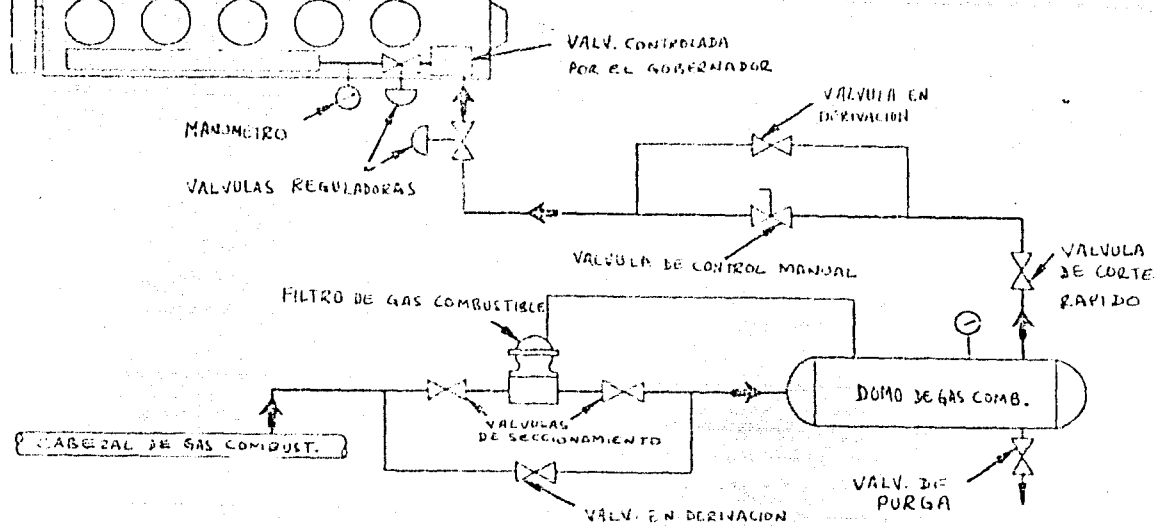 VALV. CONTROLADA
POR EL GOBERNADOR
VALVULA EN
DERIVACION
MANOMETRO
VALVULAS REGULADORAS
VALVULA DE CONTROL MANUAL
VALVULA
DE CORTE
RAPIDO
FILTRO DE GAS COMBUSTIBLE
DOMO DE GAS COMB.
CABEZAL DE GAS COMBUST.
VALVULAS
DE SECCIONAMIENTO
VALV. DE
PURGA
VALV. EN DERIVACION